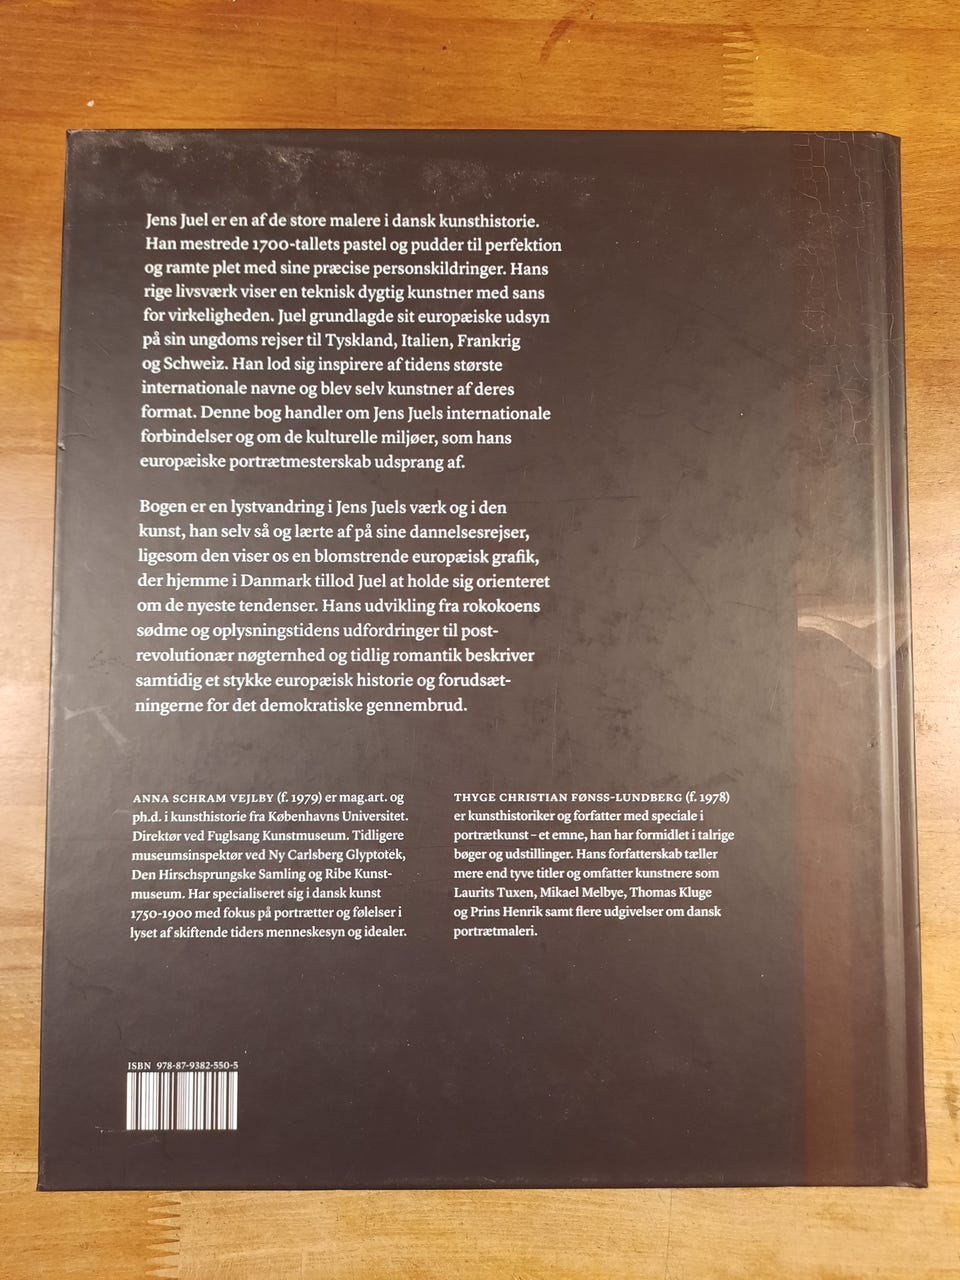 Jens Juel er en af de store malere i dansk kunsthistorie.
Han mestrede 1700-tallets pastel og pudder til perfektion
og ramte plet med sine præcise personskildringer. Hans
rige livsværk viser en teknisk dygtig kunstner med sans
for virkeligheden. Juel grundlagde sit europæiske udsyn
på sin ungdoms rejser til Tyskland, Italien, Frankrig
og Schweiz. Han lod sig inspirere af tidens største
internationale navne og blev selv kunstner af deres
format. Denne bog handler om Jens Juels internationale
forbindelser og om de kulturelle miljøer, som hans
europæiske portrætmesterskab udsprang af.
Bogen er en lystvandring i Jens Juels værk og i den
kunst, han selv så og lærte af på sine dannelsesrejser,
ligesom den viser os en blomstrende europæisk grafik,
der hjemme i Danmark tillod Juel at holde sig orienteret
om de nyeste tendenser. Hans udvikling fra rokokoens
sødme og oplysningstidens udfordringer til post-
revolutionær nøgternhed og tidlig romantik beskriver
samtidig et stykke europæisk historie og forudsæt-
ningerne for det demokratiske gennembrud.
ANNA SCHRAM VEJLBY (f. 1979) er mag.art. og
ph.d. i kunsthistorie fra Københavns Universitet.
Direktør ved Fuglsang Kunstmuseum. Tidligere
museumsinspektør ved Ny Carlsberg Glyptotek,
Den Hirschsprungske Samling og Ribe Kunst-
museum. Har specialiseret sig i dansk kunst
1750-1900 med fokus på portrætter og følelser i
lyset af skiftende tiders menneskesyn og idealer.
THYGE CHRISTIAN FØNSS-LUNDBERG (f. 1978)
er kunsthistoriker og forfatter med speciale i
portrætkunst – et emne, han har formidlet i talrige
bøger og udstillinger. Hans forfatterskab tæller
mere end tyve titler og omfatter kunstnere som
Laurits Tuxen, Mikael Melbye, Thomas Kluge
og Prins Henrik samt flere udgivelser om dansk
portrætmaleri.
ISBN 978-87-9382-550-5